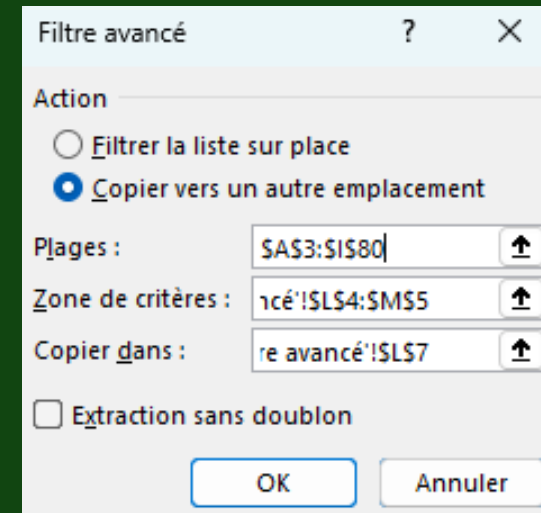 Filtre avancé ?
Action
Filtrer la liste sur place
Copier vers un autre emplacement
Plages : $A$3:$I$80
Zone de critères : ncé'!$L$4:$M$5
Copier dans : re avancé'!$L$7
Extraction sans doublon
OK Annuler